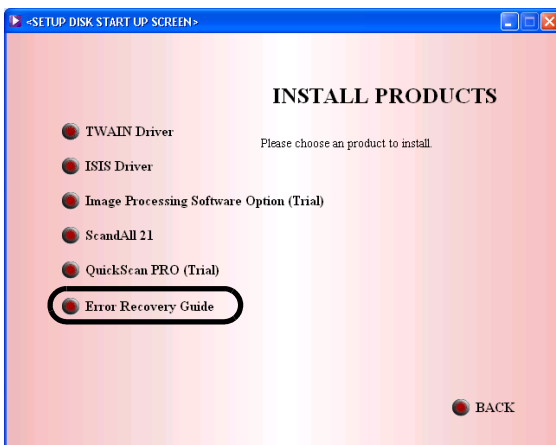 <SETUP DISK START UP SCREEN>
INSTALL PRODUCTS
Please choose an product to install.
TWAIN Driver
ISIS Driver
Image Processing Software Option (Trial)
ScandAll 21
QuickScan PRO (Trial)
Error Recovery Guide
BACK